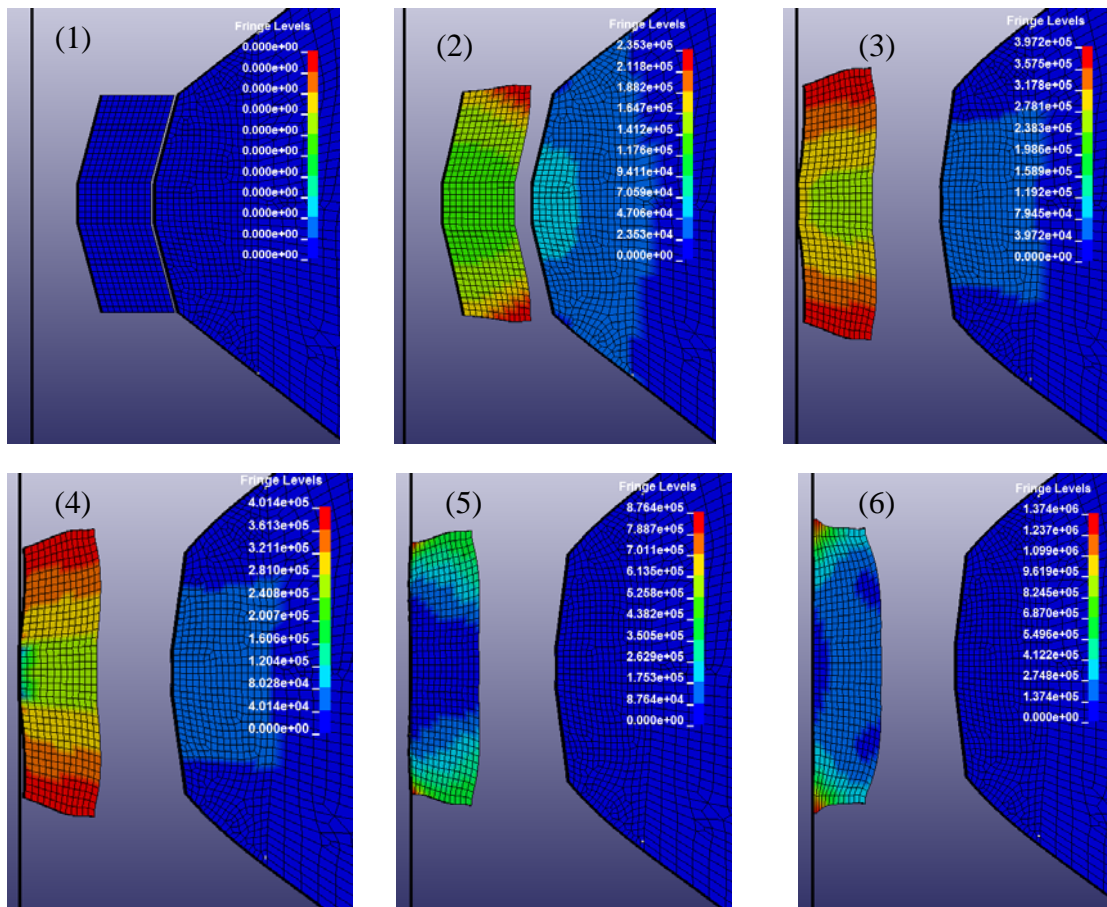 (1)
Fringe Levels
0.000e+00
0.000e+00
0.000e+00
0.000e+00
0.000e+00
0.000e+00
0.000e+00
0.000e+00
0.000e+00
0.000e+00
0.000e+00
(2)
Fringe Levels
2.353e+05
2.118e+05
1.882e+05
1.647e+05
1.412e+05
1.176e+05
9.411e+04
7.059e+04
4.706e+04
2.353e+04
0.000e+00
(3)
Fringe Levels
3.972e+05
3.575e+05
3.178e+05
2.781e+05
2.383e+05
1.986e+05
1.589e+05
1.192e+05
7.945e+04
3.972e+04
0.000e+00
(4)
Fringe Levels
4.014e+05
3.613e+05
3.211e+05
2.810e+05
2.408e+05
2.007e+05
1.606e+05
1.204e+05
8.028e+04
4.014e+04
0.000e+00
(5)
Fringe Levels
8.764e+05
7.887e+05
7.011e+05
6.135e+05
5.258e+05
4.382e+05
3.505e+05
2.629e+05
1.753e+05
8.764e+04
0.000e+00
(6)
Fringe Levels
1.374e+06
1.237e+06
1.099e+06
9.619e+05
8.245e+05
6.870e+05
5.496e+05
4.122e+05
2.748e+05
1.374e+05
0.000e+00